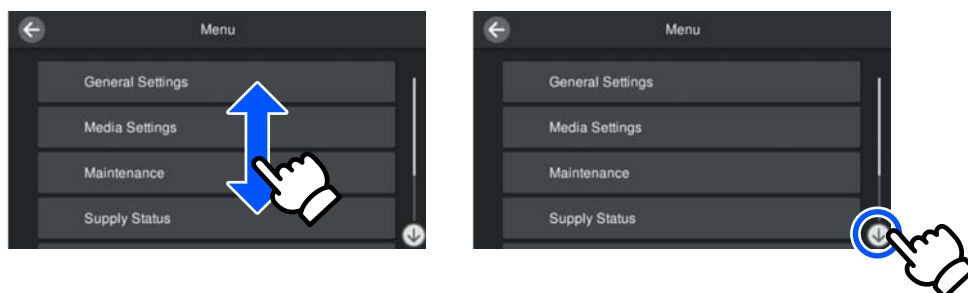 Menu
General Settings
Media Settings
Maintenance
Supply Status
Menu
General Settings
Media Settings
Maintenance
Supply Status